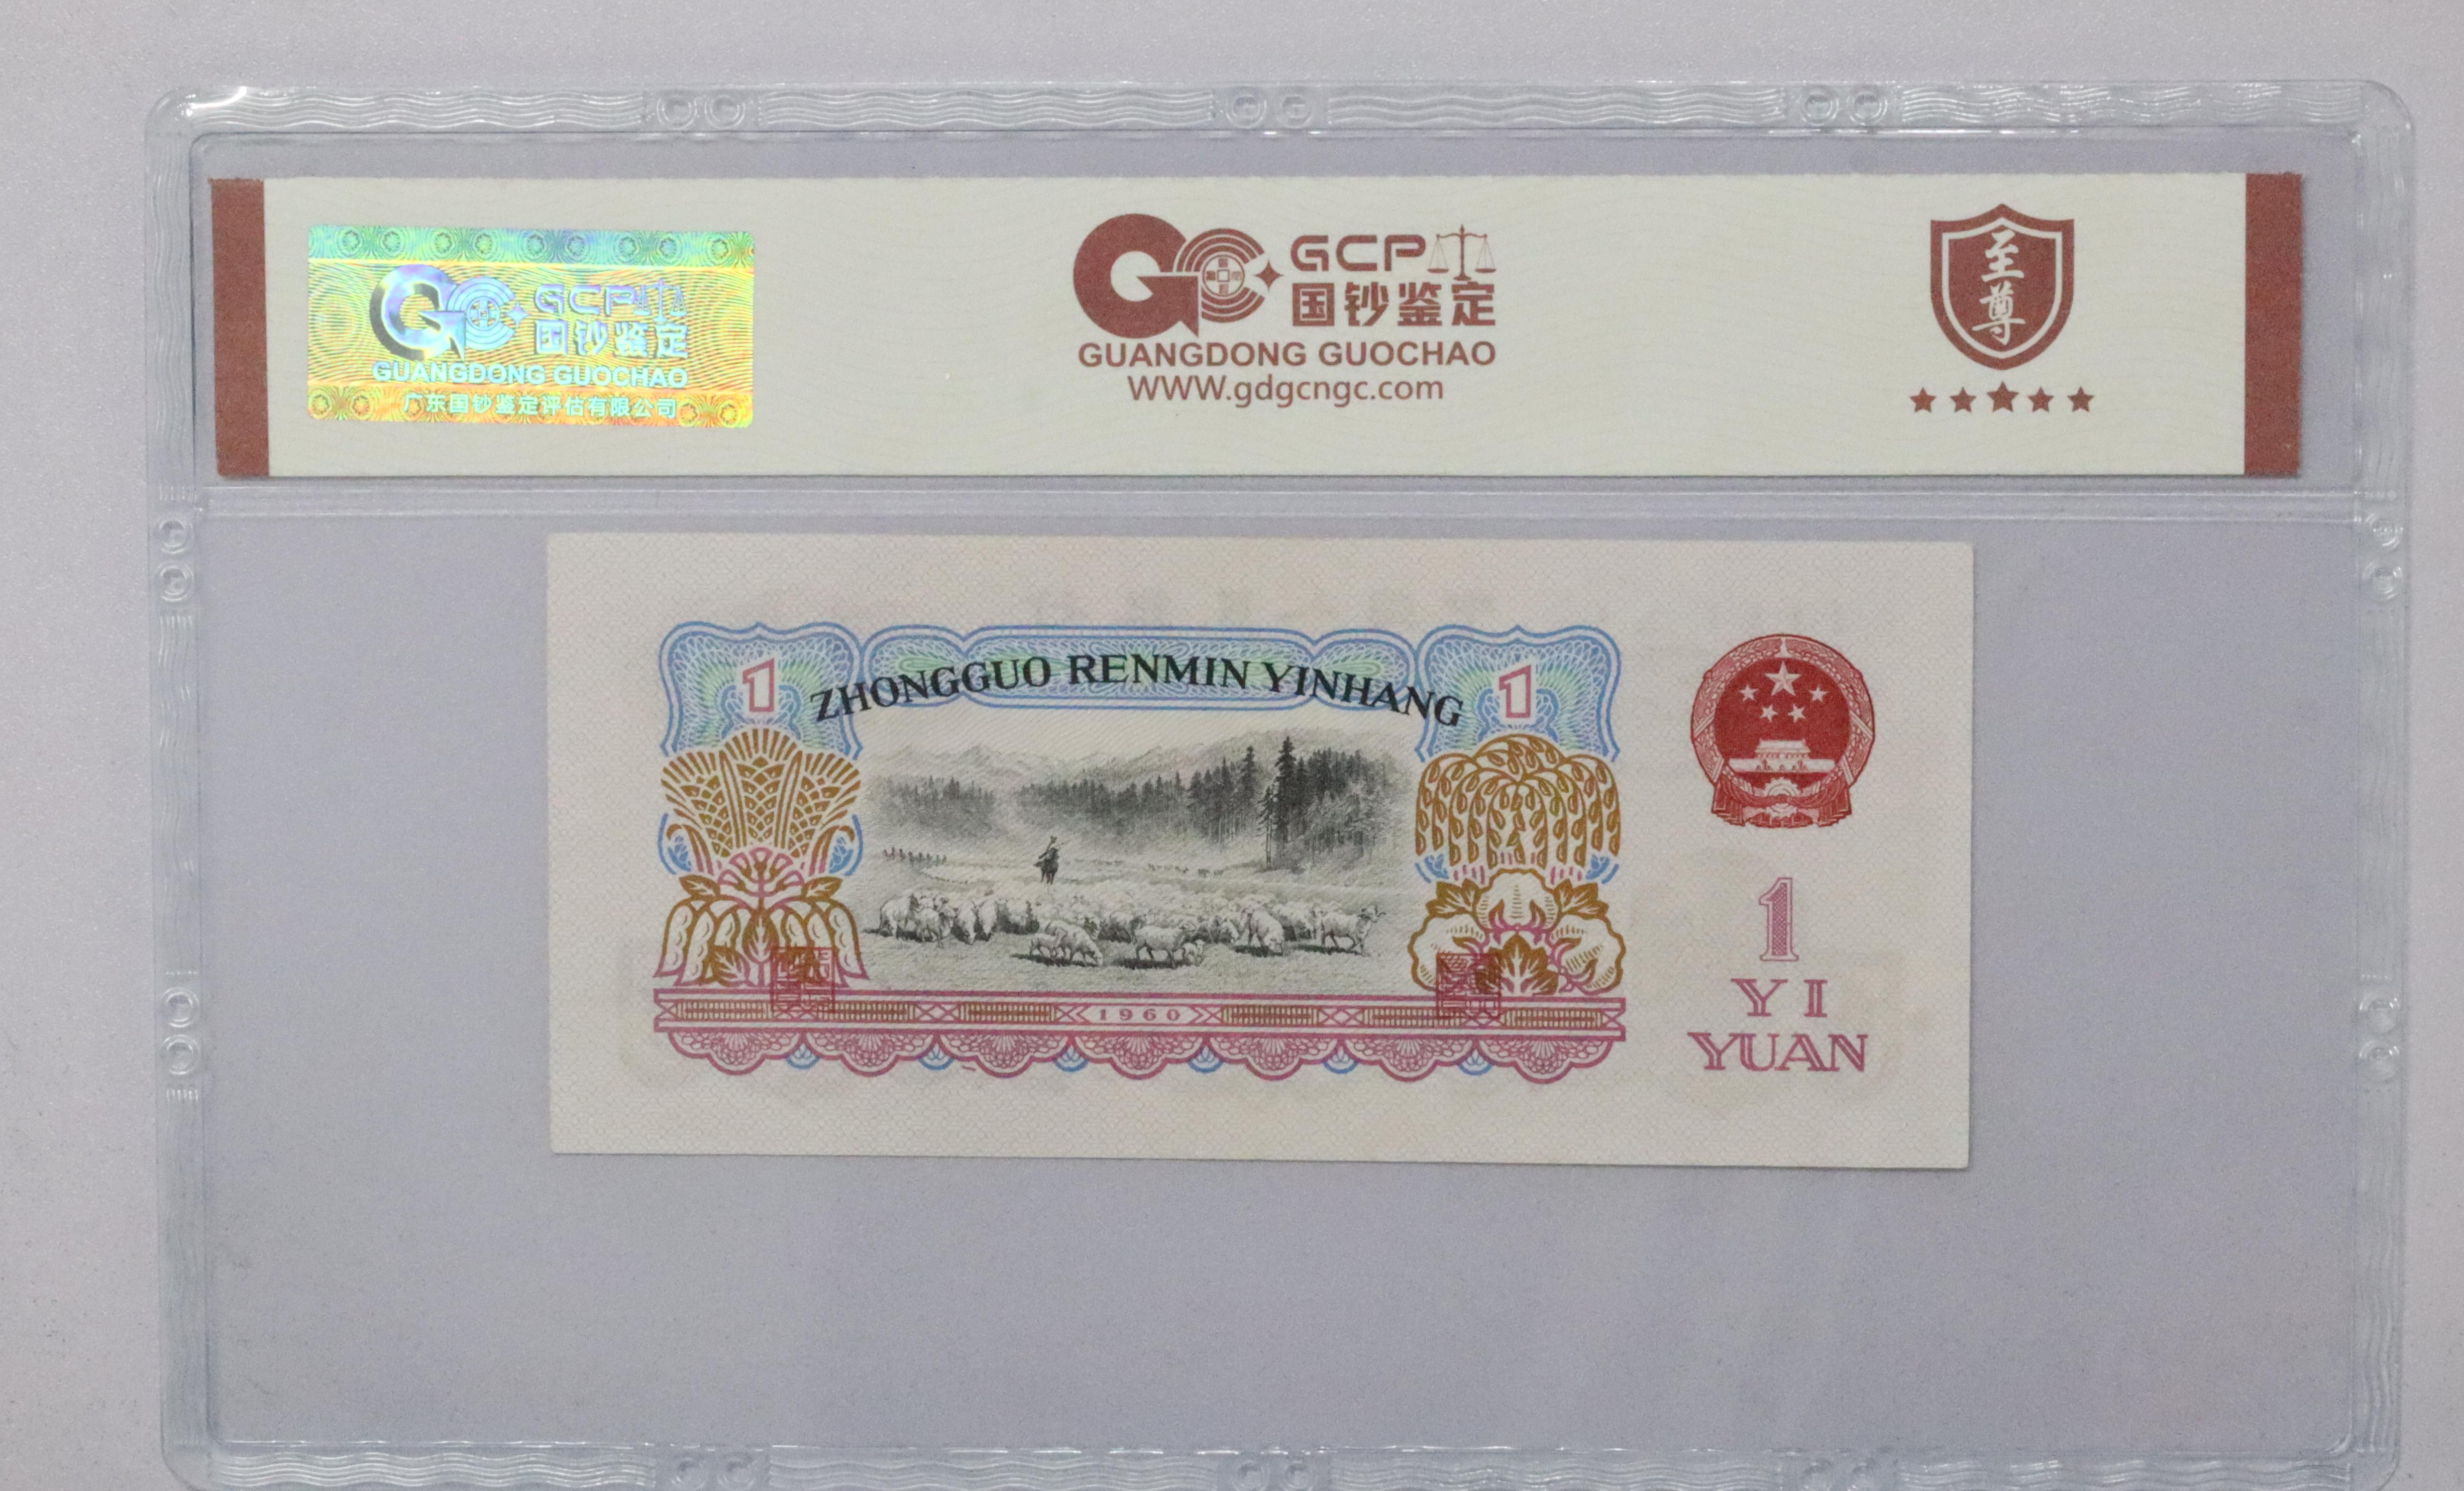 GCP
国钞鉴定
GUANGDONG GUOCHAO
广东国钞鉴定评估有限公司
GCP
国钞鉴定
GUANGDONG GUOCHAO
WWW.gdgcngc.com
至尊
ZHONGGUO RENMIN YINHANG
1
1
1960
1
YI
YUAN